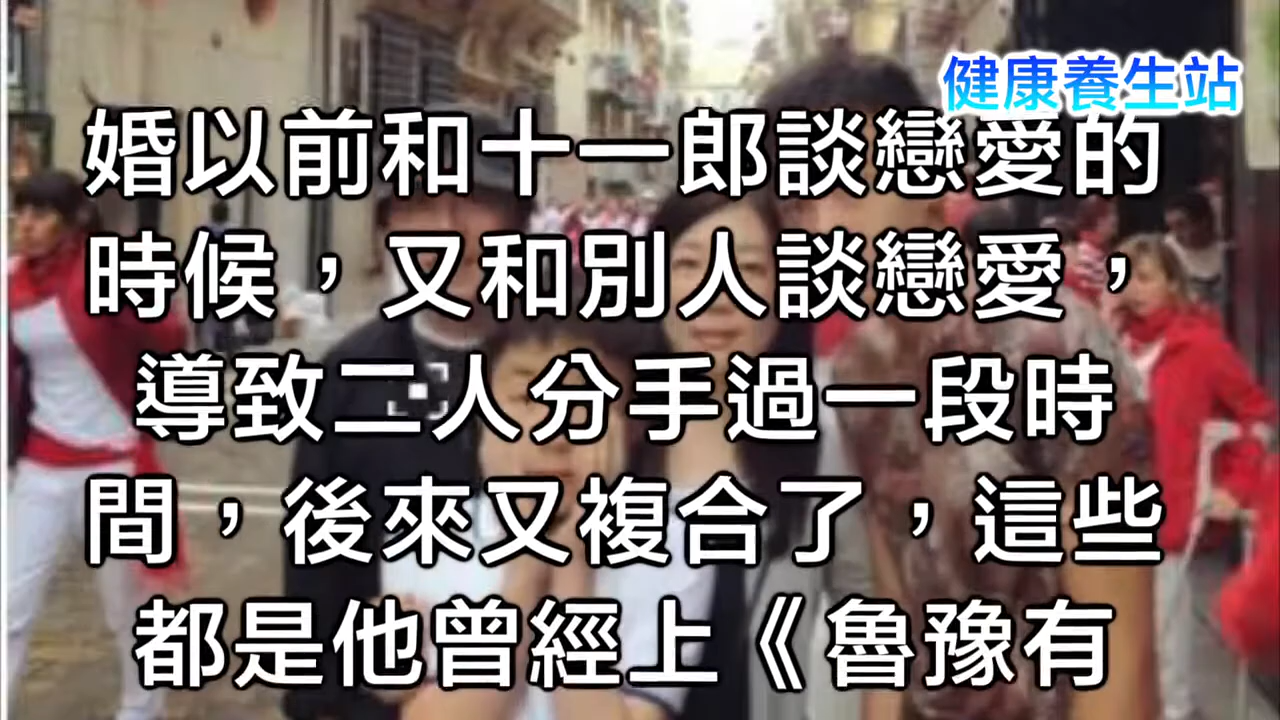 健康養生站
婚以前和十一郎談戀愛的
時候，又和別人談戀愛，
導致二人分手過一段時
間，後來又複合了，這些
都是他曾經上《魯豫有